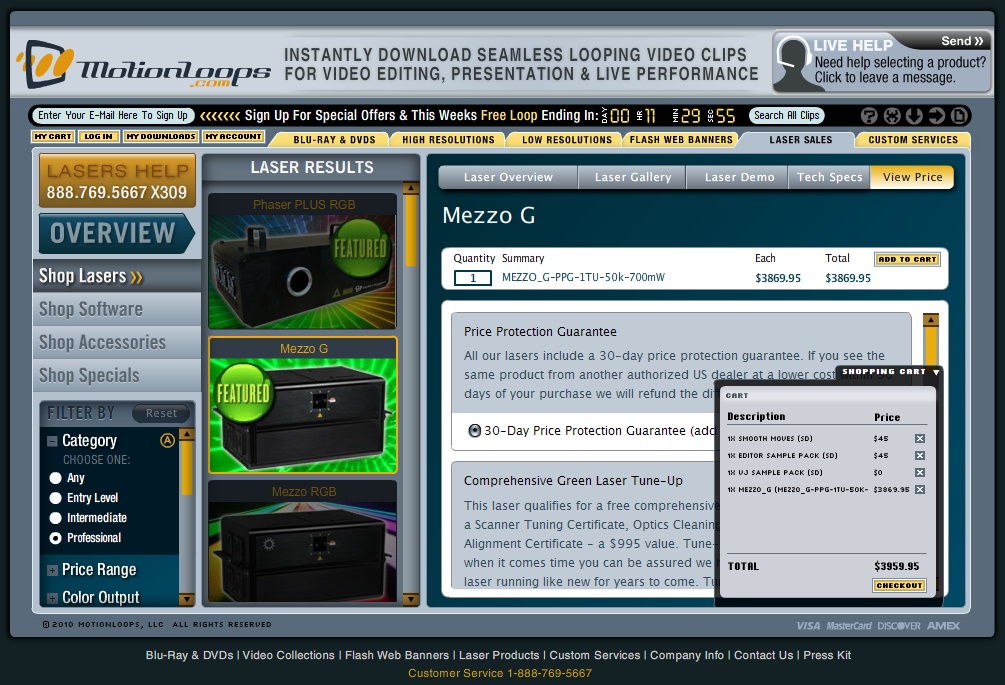 MotionLoops
.com
INSTANTLY DOWNLOAD SEAMLESS LOOPING VIDEO CLIPS
FOR VIDEO EDITING, PRESENTATION & LIVE PERFORMANCE
LIVE HELP
Send »
Need help selecting a product?
Click to leave a message.
Enter Your E-Mail Here To Sign Up
‹‹‹‹‹‹‹ Sign Up For Special Offers & This Weeks Free Loop Ending In: DAY 00 HR 11 MIN 29 SEC 55
Search All Clips
MY CART LOG IN MY DOWNLOADS MY ACCOUNT
BLU-RAY & DVDS HIGH RESOLUTIONS LOW RESOLUTIONS FLASH WEB BANNERS LASER SALES CUSTOM SERVICES
LASERS HELP
888.769.5667 X309
OVERVIEW
Shop Lasers »
Shop Software
Shop Accessories
Shop Specials
FILTER BY
Reset
Category
A
CHOOSE ONE:
Any
Entry Level
Intermediate
Professional
Price Range
Color Output
LASER RESULTS
Phaser PLUS RGB
FEATURED
Mezzo G
FEATURED
Mezzo RGB
Laser Overview Laser Gallery Laser Demo Tech Specs View Price
Mezzo G
Quantity Summary Each Total
ADD TO CART
1 MEZZO_G-PPG-1TU-50k-700mW $3869.95 $3869.95
Price Protection Guarantee
All our lasers include a 30-day price protection guarantee. If you see the
same product from another authorized US dealer at a lower cost within 30
days of your purchase we will refund the di
30-Day Price Protection Guarantee (add
Comprehensive Green Laser Tune-Up
This laser qualifies for a free comprehensive
a Scanner Tuning Certificate, Optics Cleaning
Alignment Certificate – a $995 value. Tune-
when it comes time you can be assured we
laser running like new for years to come. Tu
SHOPPING CART
CART
Description Price
1X SMOOTH MOVES (SD) $45
1X EDITOR SAMPLE PACK (SD) $45
1X VJ SAMPLE PACK (SD) $0
1X MEZZO_G (MEZZO_G-PPG-1TU-50K- $3869.95
TOTAL $3959.95
CHECKOUT
© 2010 MOTIONLOOPS, LLC ALL RIGHTS RESERVED
VISA MasterCard DISCOVER AMEX
Blu-Ray & DVDs | Video Collections | Flash Web Banners | Laser Products | Custom Services | Company Info | Contact Us | Press Kit
Customer Service 1-888-769-5667